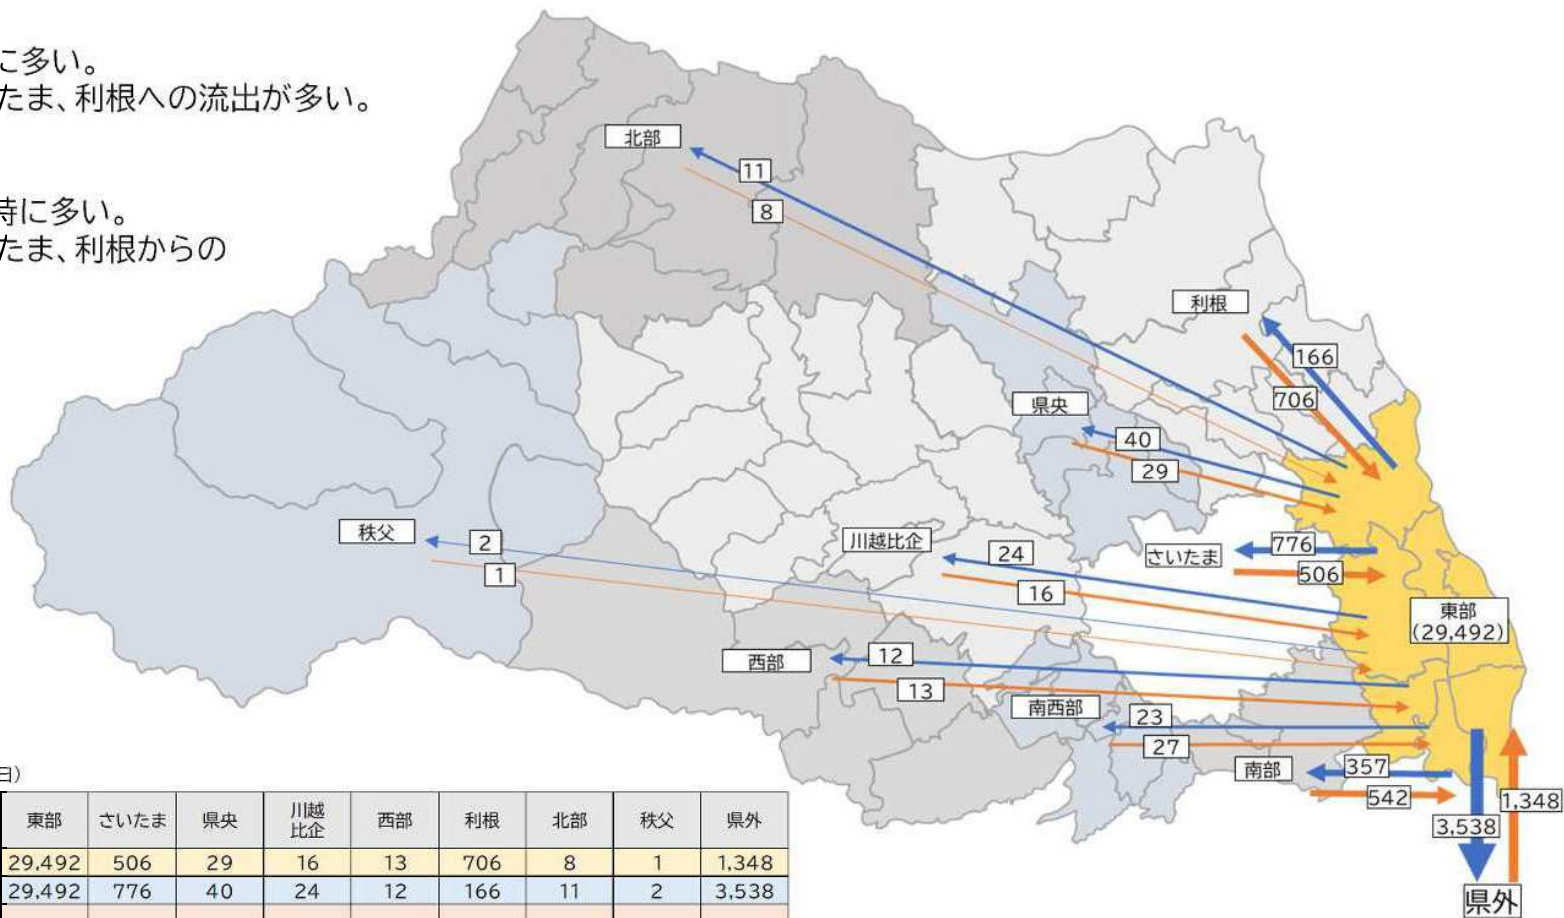 に多い。
たま、利根への流出が多い。
時に多い。
たま、利根からの
北部
11
8
利根
166
706
県央
40
29
秩父
2
1
川越比企
24
16
さいたま
776
506
東部
(29,492)
西部
12
13
南西部
23
27
南部
357
542
1,348
3,538
県外
日)
東部 さいたま 県央 川越比企 西部 利根 北部 秩父 県外
29,492 506 29 16 13 706 8 1 1,348
29,492 776 40 24 12 166 11 2 3,538